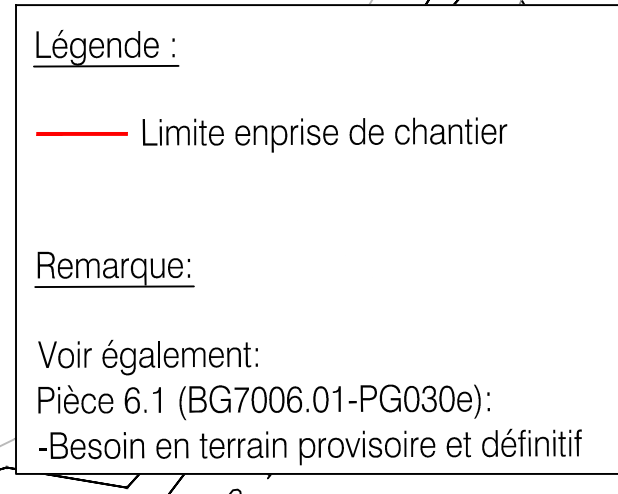 Légende :
Limite enprise de chantier
Remarque:
Voir également:
Pièce 6.1 (BG7006.01-PG030e):
-Besoin en terrain provisoire et définitif